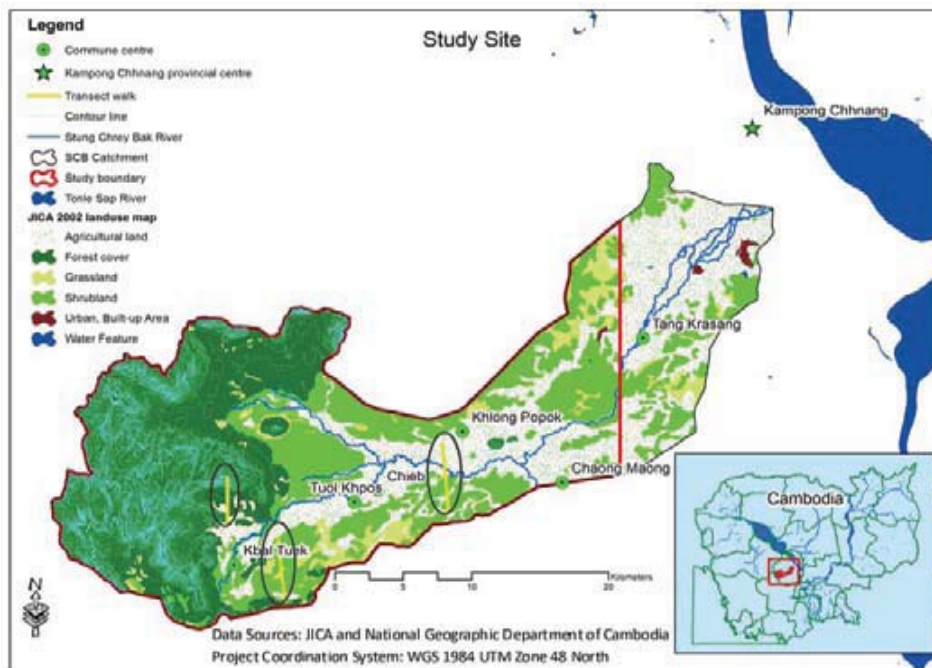 Legend
Commune centre
Kampong Chhnang provincial centre
Transect walk
Contour line
Stung Chrey Bak River
SCB Catchment
Study boundary
Tonle Sap River
JICA 2002 landuse map
Agricultural land
Forest cover
Grassland
Shrubland
Urban, Built-up Area
Water Feature
Study Site
Kampong Chhnang
Tang Krasang
Khlong Popok
Chieb
Chaong Maong
Tuol Khpos
Kbal Tuek
0 5 10 20
Kilometers
N
Cambodia
Data Sources: JICA and National Geographic Department of Cambodia
Project Coordination System: WGS 1984 UTM Zone 48 North